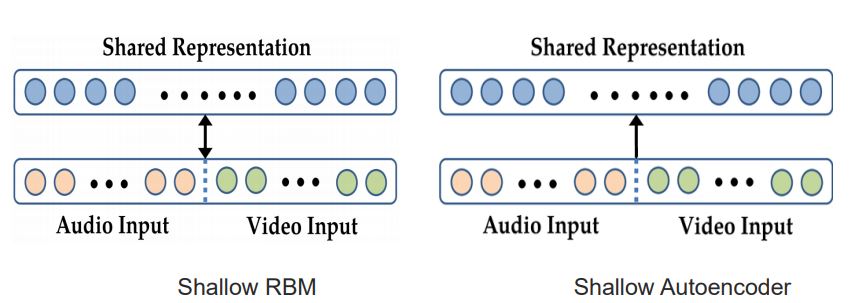 Shared Representation
Audio Input
Video Input
Shallow RBM
Shared Representation
Audio Input
Video Input
Shallow Autoencoder